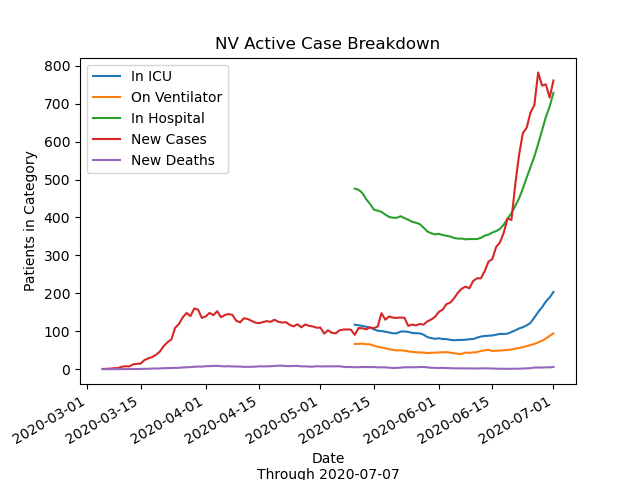 NV Active Case Breakdown
800
700
600
500
400
300
200
100
0
Patients in Category
In ICU
On Ventilator
In Hospital
New Cases
New Deaths
2020-03-01
2020-03-15
2020-04-01
2020-04-15
2020-05-01
2020-05-15
2020-06-01
2020-06-15
2020-07-01
Date
Through 2020-07-07